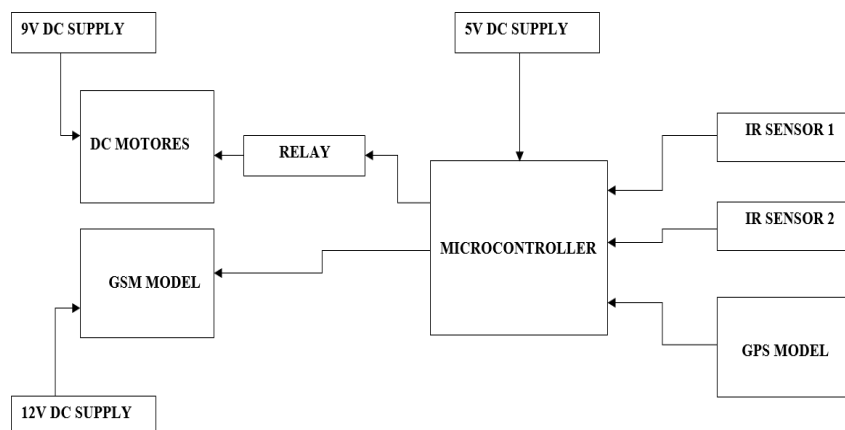 9V DC SUPPLY
5V DC SUPPLY
DC MOTORES
RELAY
IR SENSOR 1
IR SENSOR 2
MICROCONTROLLER
GSM MODEL
GPS MODEL
12V DC SUPPLY